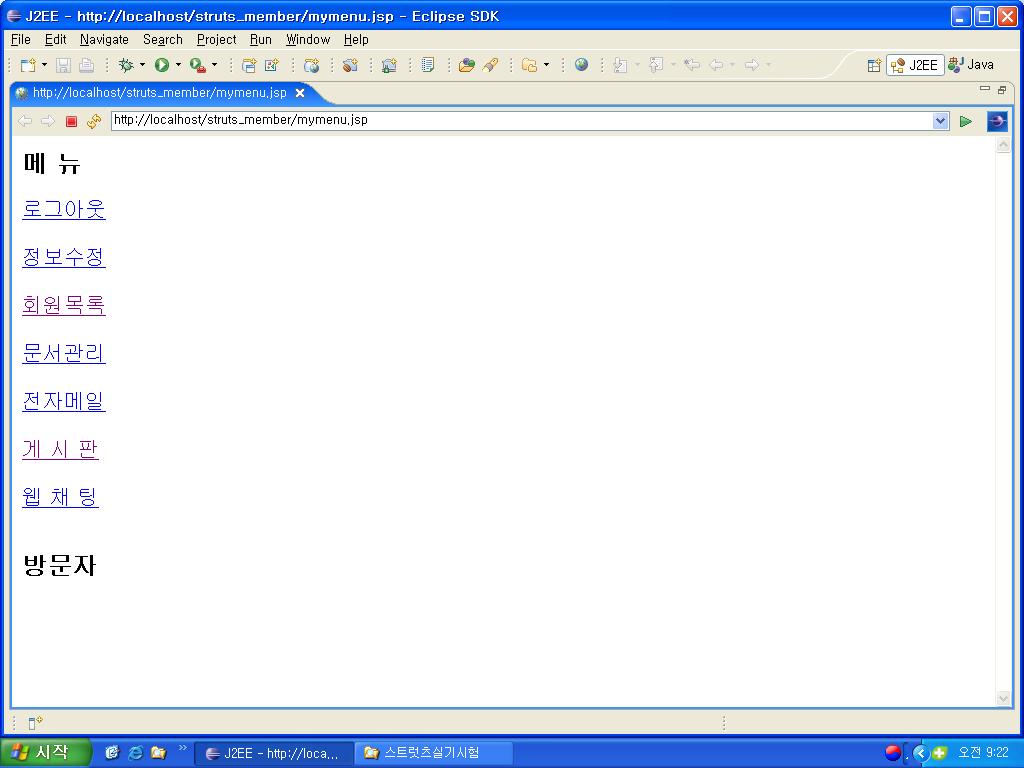 J2EE - http://localhost/struts_member/mymenu.jsp - Eclipse SDK
File Edit Navigate Search Project Run Window Help
J2EE Java
http://localhost/struts_member/mymenu.jsp
http://localhost/struts_member/mymenu.jsp
메 뉴
로그아웃
정보수정
회원목록
문서관리
전자메일
게 시 판
웹 채 팅
방문자
시작 J2EE - http://loca... 스트럿츠실기시험 오전 9:22